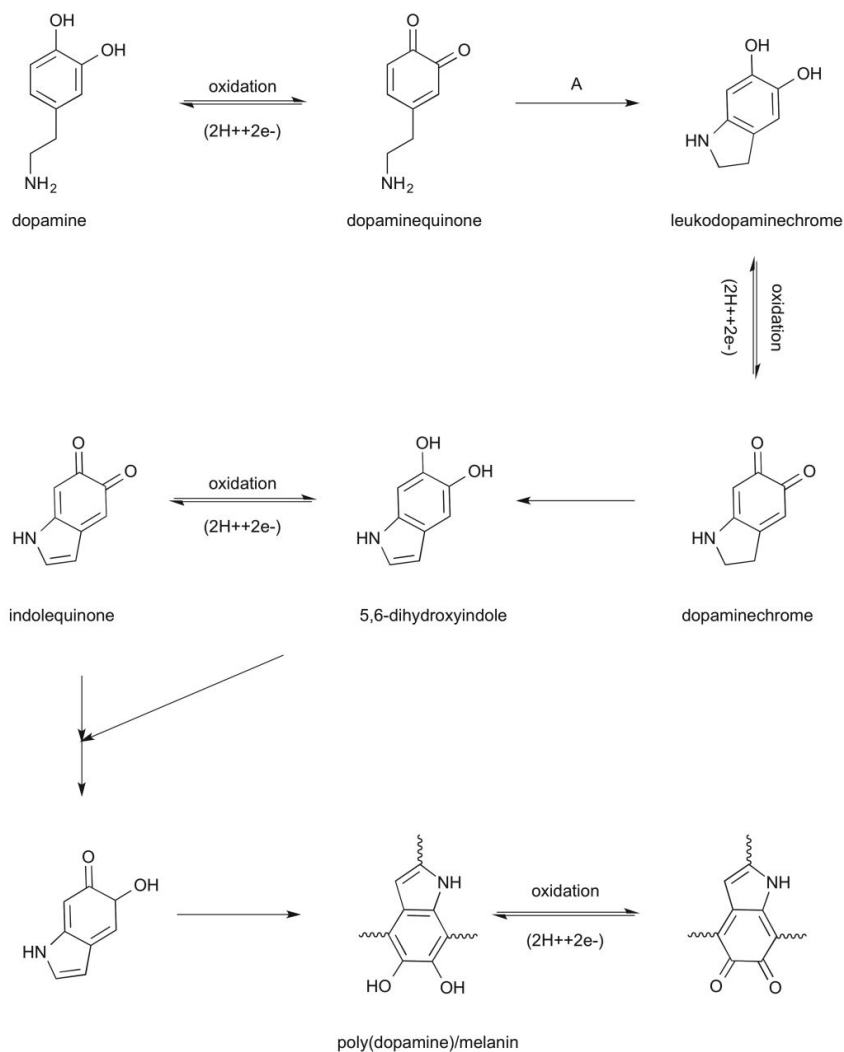 OH
OH
NH2
dopamine
oxidation
(2H++2e-)
O
O
NH2
dopaminequinone
A
OH
OH
HN
leukodopaminechrome
oxidation
(2H++2e-)
O
O
HN
indolequinone
oxidation
(2H++2e-)
OH
OH
HN
5,6-dihydroxyindole
O
O
HN
dopaminechrome
O
OH
HN
NH
HO
OH
poly(dopamine)/melanin
oxidation
(2H++2e-)
NH
O
O